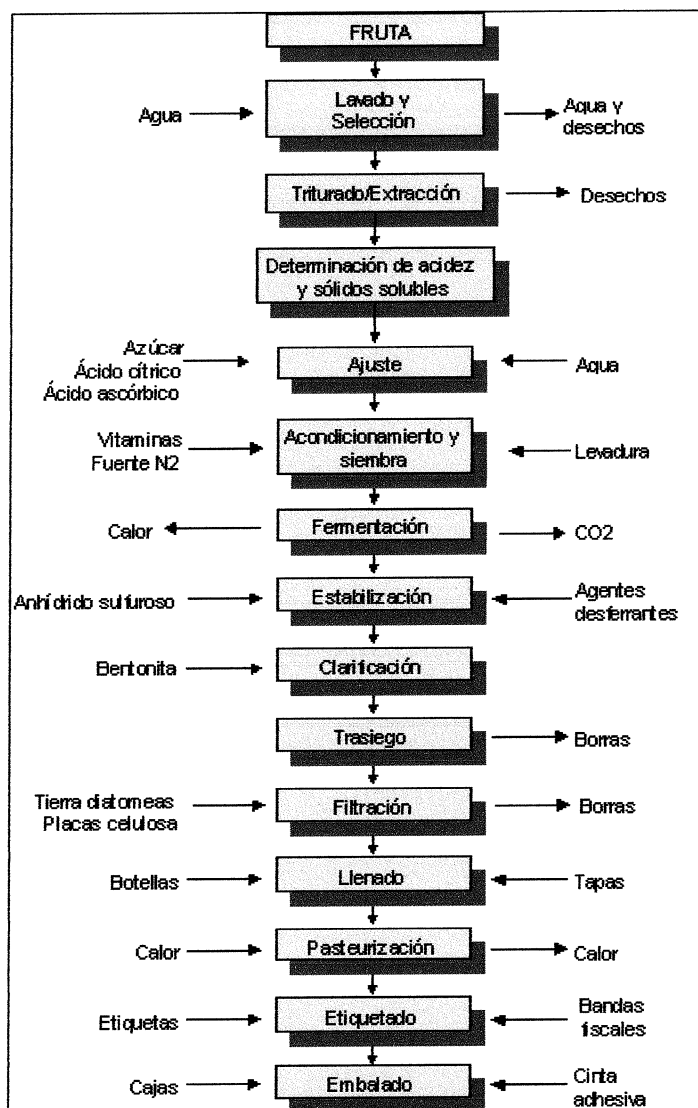 FRUTA
Agua
Lavado y
Selección
Aqua y
desechos
Triturado/Extracción
Desechos
Determinación de acidez
y sólidos solubles
Azúcar
Ácido cítrico
Ácido ascórbico
Ajuste
Aqua
Vitaminas
Fuente N2
Acondicionamiento y
siembra
Levadura
Calor
Fermentación
CO2
Anhídrido sulfuroso
Estabilización
Agentes
desferrantes
Bentonita
Clarificación
Trasiego
Borras
Tierra diatomeas
Placas celulosa
Filtración
Borras
Botellas
Llenado
Tapas
Calor
Pasteurización
Calor
Etiquetas
Etiquetado
Bandas
fiscales
Cajas
Embalado
Cinta
adhesiva